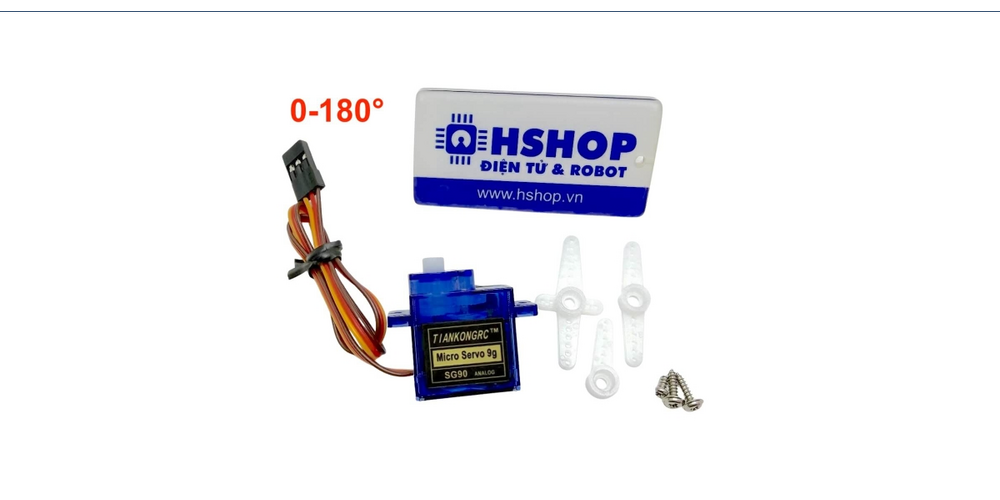 0-180°
HSHOP
ĐIỆN TỬ & ROBOT
www.hshop.vn
TIANKONGRC™
Micro Servo 9g
SG90 ANALOG